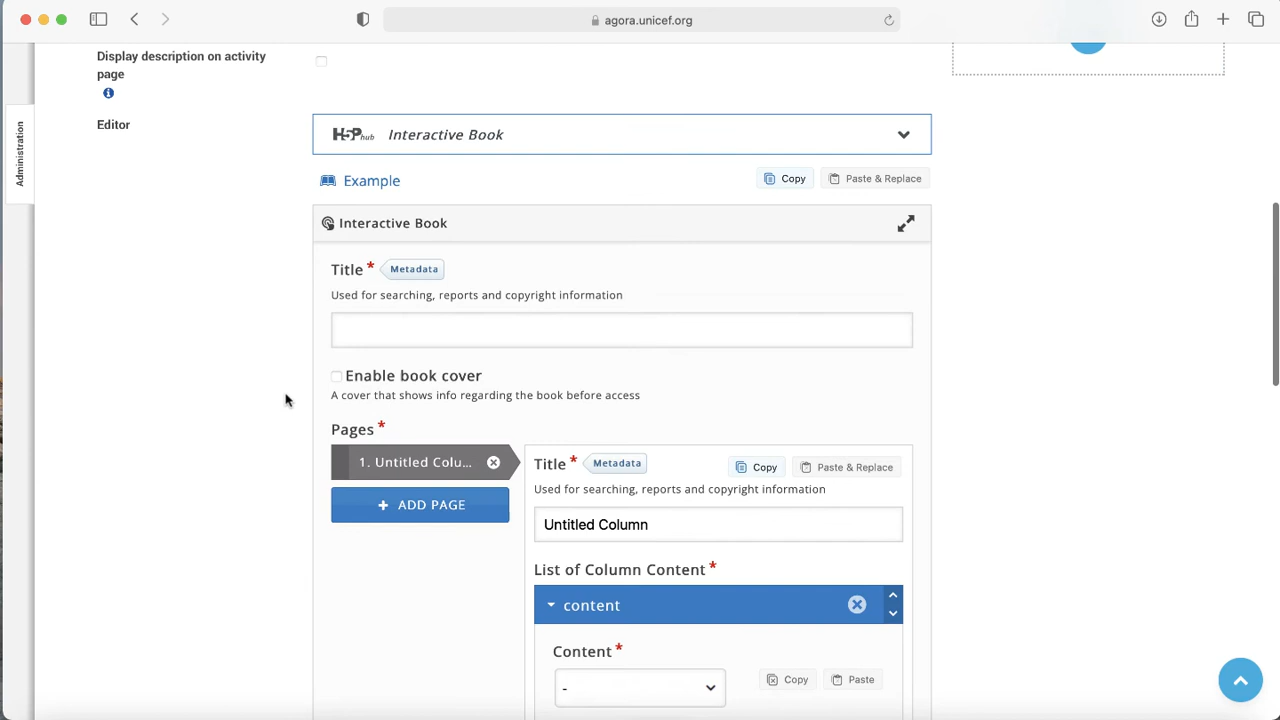 agora.unicef.org
Display description on activity
page
Administration
Editor
H5P hub Interactive Book
Example
Copy
Paste & Replace
Interactive Book
Title *
Metadata
Used for searching, reports and copyright information
Enable book cover
A cover that shows info regarding the book before access
Pages *
1. Untitled Colu...
+ ADD PAGE
Title *
Metadata
Copy
Paste & Replace
Used for searching, reports and copyright information
Untitled Column
List of Column Content *
content
Content *
-
Copy
Paste